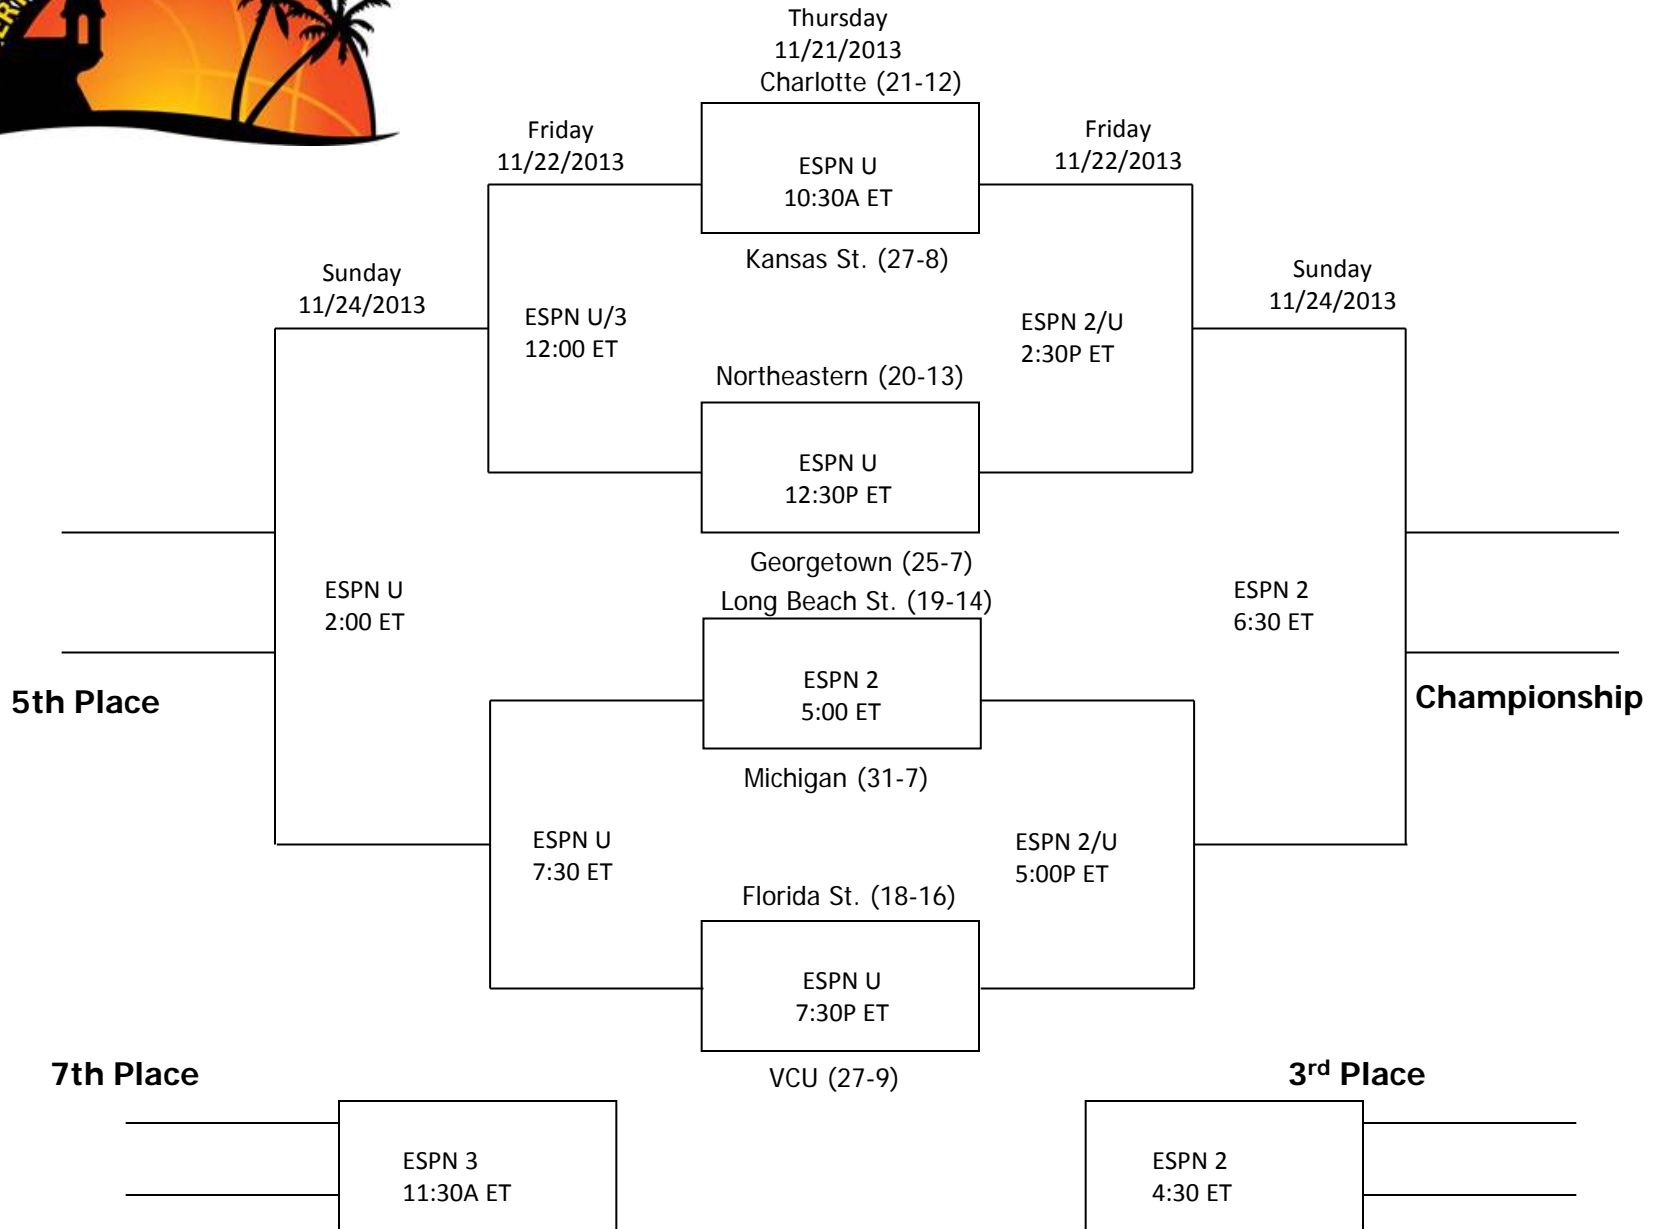 Thursday
11/21/2013
Charlotte (21-12)
Friday
11/22/2013
Friday
11/22/2013
ESPN U
10:30A ET
Kansas St. (27-8)
Sunday
11/24/2013
Sunday
11/24/2013
ESPN U/3
12:00 ET
ESPN 2/U
2:30P ET
Northeastern (20-13)
ESPN U
12:30P ET
Georgetown (25-7)
Long Beach St. (19-14)
ESPN U
2:00 ET
ESPN 2
6:30 ET
5th Place
ESPN 2
5:00 ET
Championship
Michigan (31-7)
ESPN U
7:30 ET
ESPN 2/U
5:00P ET
Florida St. (18-16)
ESPN U
7:30P ET
VCU (27-9)
7th Place
3rd Place
ESPN 3
11:30A ET
ESPN 2
4:30 ET